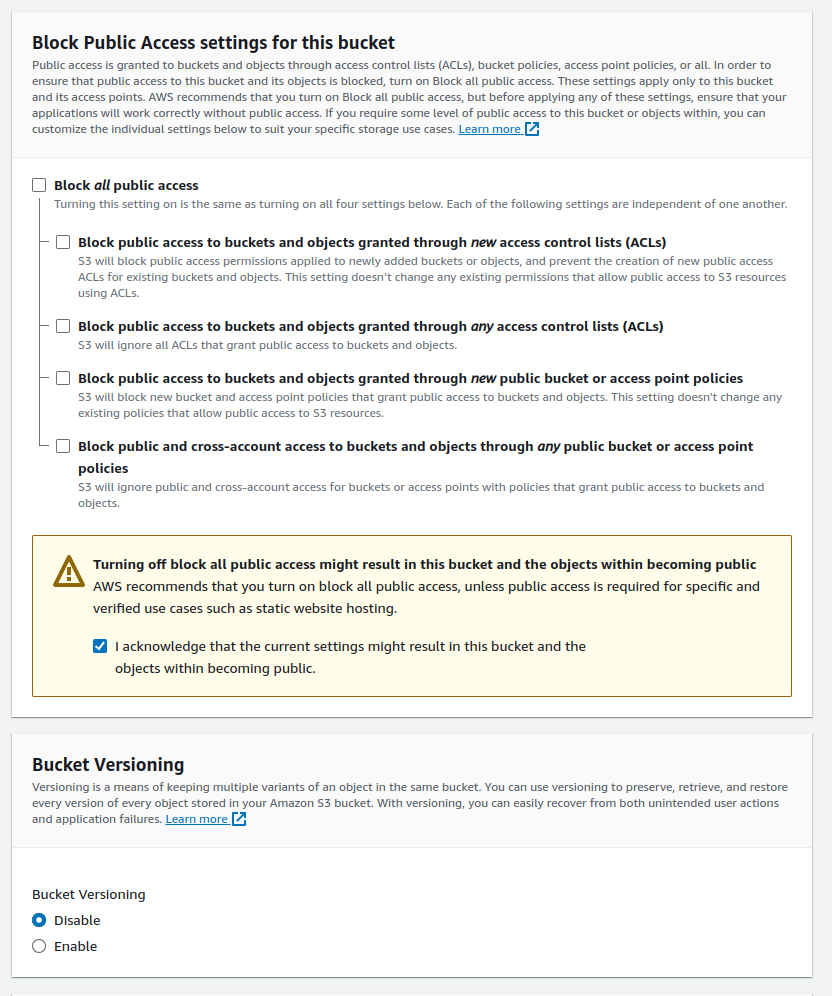 Block Public Access settings for this bucket
Public access is granted to buckets and objects through access control lists (ACLs), bucket policies, access point policies, or all. In order to
ensure that public access to this bucket and its objects is blocked, turn on Block all public access. These settings apply only to this bucket
and its access points. AWS recommends that you turn on Block all public access, but before applying any of these settings, ensure that your
applications will work correctly without public access. If you require some level of public access to this bucket or objects within, you can
customize the individual settings below to suit your specific storage use cases. Learn more
Block all public access
Turning this setting on is the same as turning on all four settings below. Each of the following settings are independent of one another.
Block public access to buckets and objects granted through new access control lists (ACLs)
S3 will block public access permissions applied to newly added buckets or objects, and prevent the creation of new public access
ACLs for existing buckets and objects. This setting doesn't change any existing permissions that allow public access to S3 resources
using ACLs.
Block public access to buckets and objects granted through any access control lists (ACLs)
S3 will ignore all ACLs that grant public access to buckets and objects.
Block public access to buckets and objects granted through new public bucket or access point policies
S3 will block new bucket and access point policies that grant public access to buckets and objects. This setting doesn't change any
existing policies that allow public access to S3 resources.
Block public and cross-account access to buckets and objects through any public bucket or access point
policies
S3 will ignore public and cross-account access for buckets or access points with policies that grant public access to buckets and
objects.
Turning off block all public access might result in this bucket and the objects within becoming public
AWS recommends that you turn on block all public access, unless public access is required for specific and
verified use cases such as static website hosting.
I acknowledge that the current settings might result in this bucket and the
objects within becoming public.
Bucket Versioning
Versioning is a means of keeping multiple variants of an object in the same bucket. You can use versioning to preserve, retrieve, and restore
every version of every object stored in your Amazon S3 bucket. With versioning, you can easily recover from both unintended user actions
and application failures. Learn more
Bucket Versioning
Disable
Enable